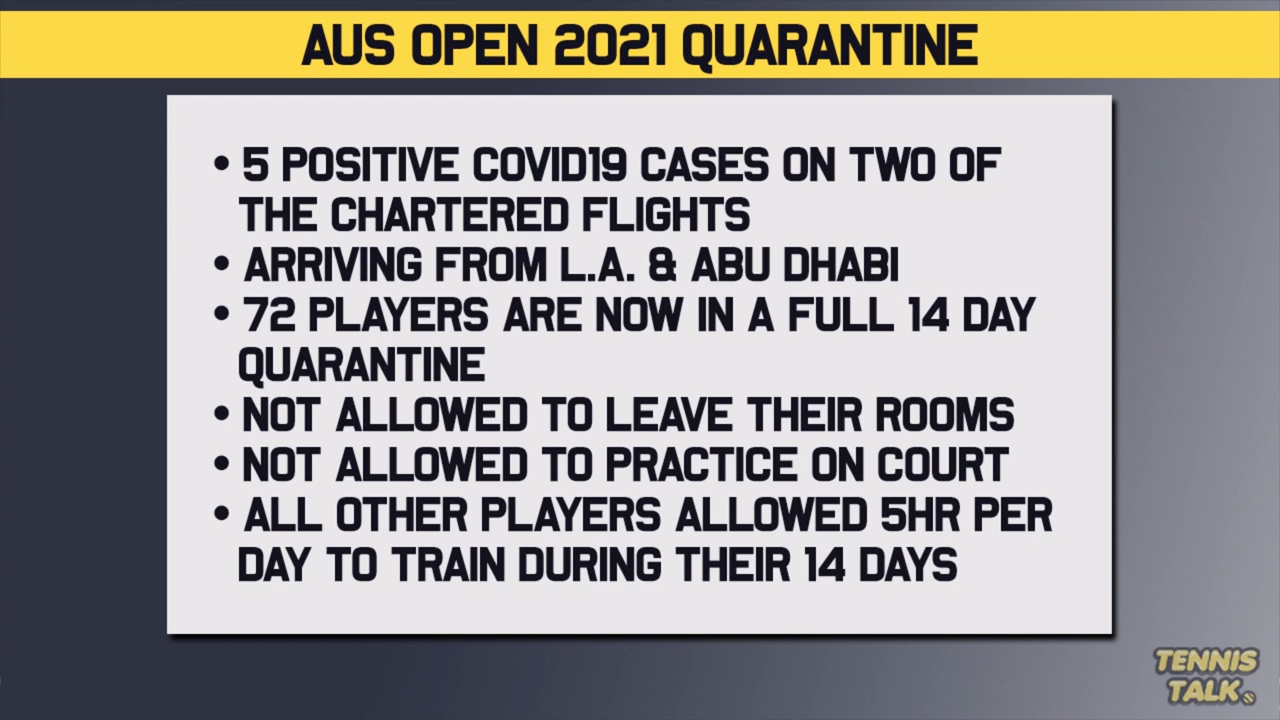 AUS OPEN 2021 QUARANTINE
• 5 POSITIVE COVID19 CASES ON TWO OF
THE CHARTERED FLIGHTS
• ARRIVING FROM L.A. & ABU DHABI
• 72 PLAYERS ARE NOW IN A FULL 14 DAY
QUARANTINE
• NOT ALLOWED TO LEAVE THEIR ROOMS
• NOT ALLOWED TO PRACTICE ON COURT
• ALL OTHER PLAYERS ALLOWED 5HR PER
DAY TO TRAIN DURING THEIR 14 DAYS
TENNIS
TALK